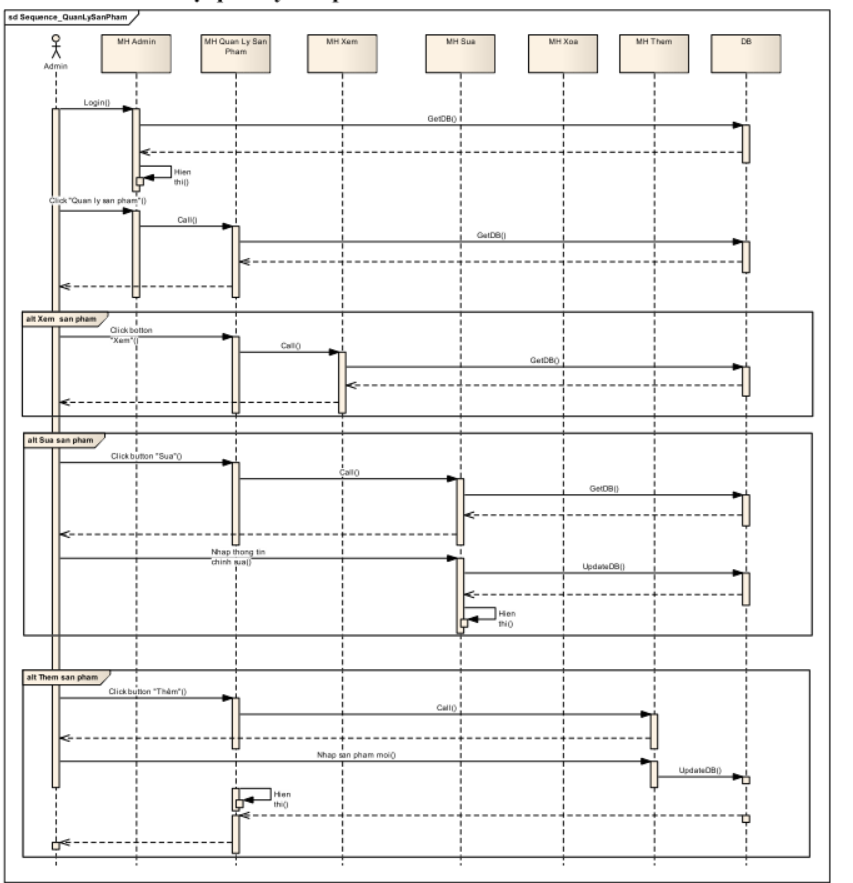 sd Sequence_QuanLySanPham
Admin
MH Admin
MH Quan Ly San
Pham
MH Xem
MH Sua
MH Xoa
MH Them
DB
Login()
GetDB()
Hien
thi()
Click "Quan ly san pham"()
Call()
GetDB()
alt Xem san pham
Click button
"Xem"()
Call()
GetDB()
alt Sua san pham
Click button "Sua"()
Call()
GetDB()
Nhap thong tin
chinh sua()
UpdateDB()
Hien
thi()
alt Them san pham
Click button "Thêm"()
Call()
Nhap san pham moi()
UpdateDB()
Hien
thi()